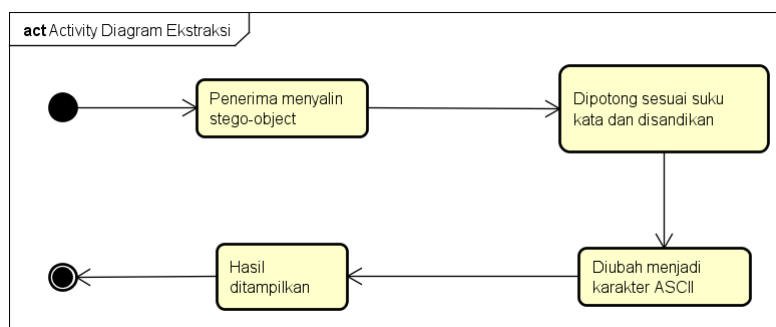 act Activity Diagram Ekstraksi
Penerima menyalin
stego-object
Dipotong sesuai suku
kata dan disandikan
Diubah menjadi
karakter ASCII
Hasil
ditampilkan